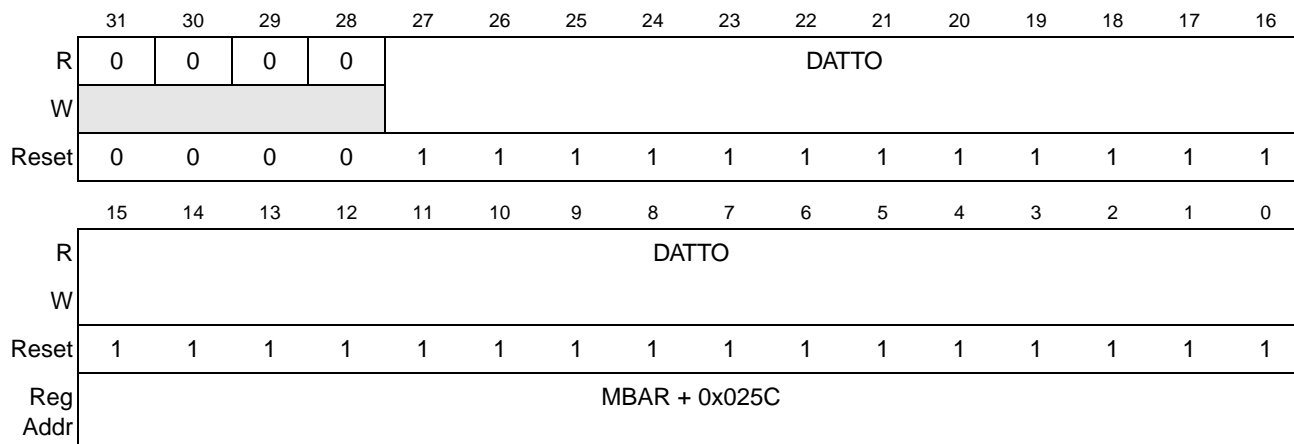 31 30 29 28 27 26 25 24 23 22 21 20 19 18 17 16
R 0 0 0 0 DATTO
W
Reset 0 0 0 0 1 1 1 1 1 1 1 1 1 1 1 1
15 14 13 12 11 10 9 8 7 6 5 4 3 2 1 0
R DATTO
W
Reset 1 1 1 1 1 1 1 1 1 1 1 1 1 1 1 1
Reg MBAR + 0x025C
Addr